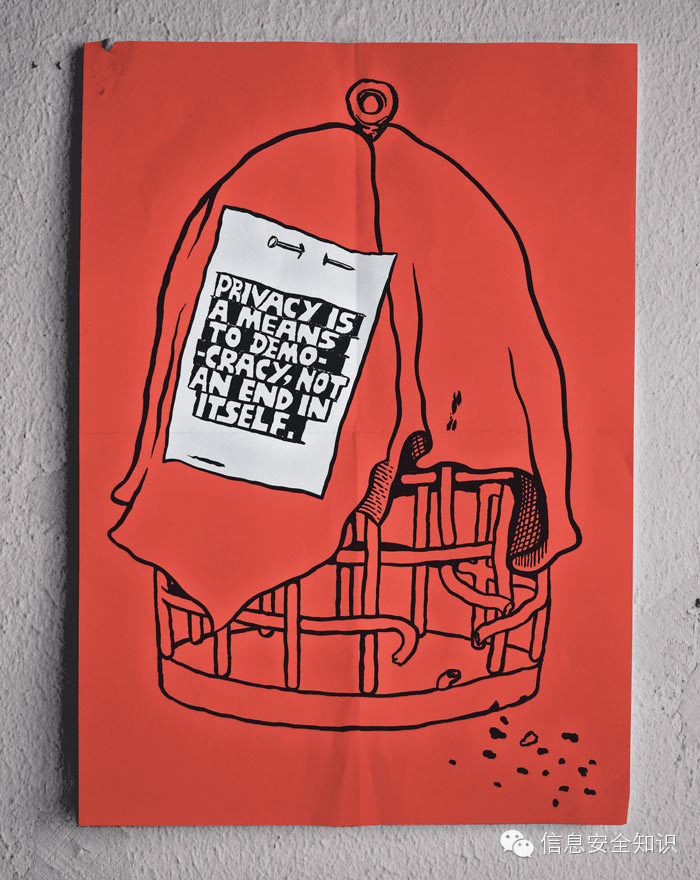 PRIVACY IS
A MEANS
TO DEMO-
-CRACY, NOT
AN END IN
ITSELF.
信息安全知识